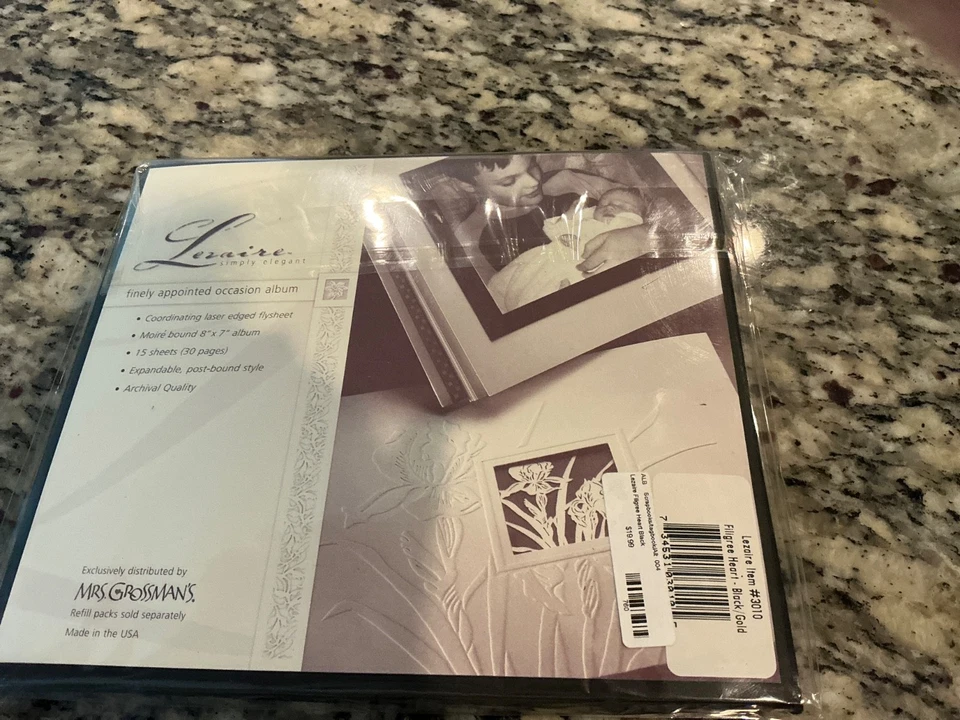 Lezaire
simply elegant
finely appointed occasion album
• Coordinating laser edged flysheet
• Moiré bound 8"x 7" album
• 15 sheets (30 pages)
• Expandable, post-bound style
• Archival Quality
Exclusively distributed by
MRS. GROSSMAN'S.
Refill packs sold separately
Made in the USA
Lezaire Item #3010
Filigree Heart - Black/Gold
Lezaire Filigree Heart Black
$19.99
760